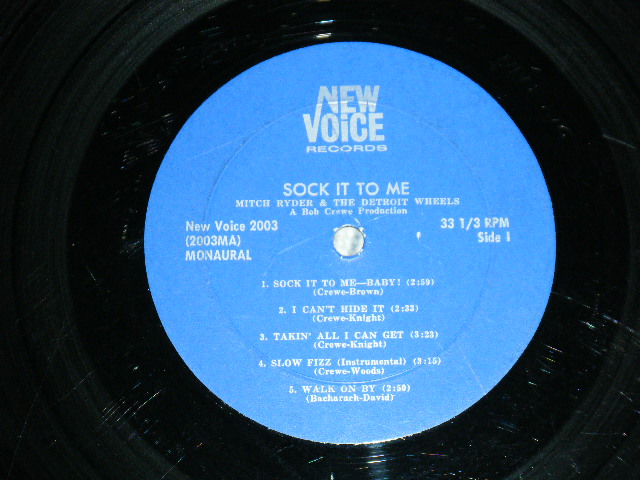 NEW
VOiCE
RECORDS
SOCK IT TO ME
MITCH RYDER & THE DETROIT WHEELS
A Bob Crewe Production
New Voice 2003
(2003MA)
MONAURAL
33 1/3 RPM
Side I
1. SOCK IT TO ME—BABY! (2:59)
(Crewe-Brown)
2. I CAN'T HIDE IT (2:33)
(Crewe-Knight)
3. TAKIN' ALL I CAN GET (3:23)
(Crewe-Knight)
4. SLOW FIZZ (Instrumental) (3:15)
(Crewe-Woods)
5. WALK ON BY (2:50)
(Bacharach-David)